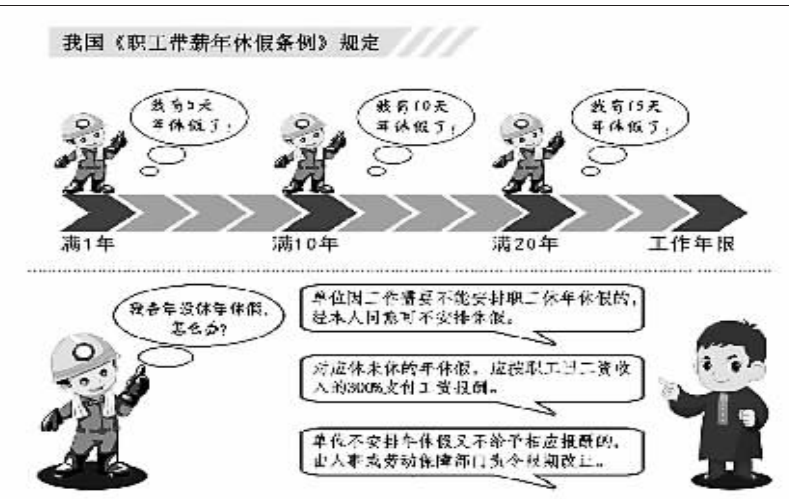 我国《职工带薪年休假条例》规定
我有5天
年休假了！
我有10天
年休假了！
我有15天
年休假了！
满1年
满10年
满20年
工作年限
我去年没休年休假，
怎么办？
单位因工作需要不能安排职工休年休假的，
经本人同意可不安排休假。
对应休未休的年休假，应按职工日工资收
入的300%支付工资报酬。
单位不安排年休假又不给予相应报酬的，
由人事或劳动保障部门责令限期改正。